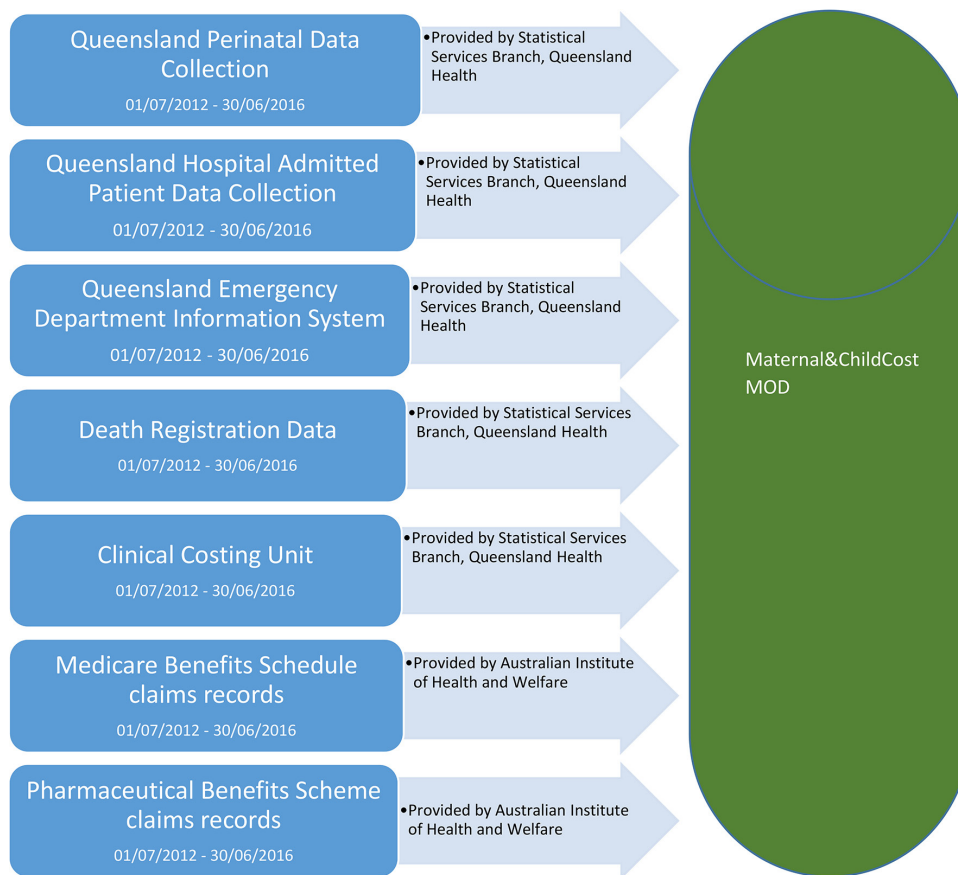 Queensland Perinatal Data
Collection
01/07/2012 - 30/06/2016
•Provided by Statistical
Services Branch, Queensland
Health
Queensland Hospital Admitted
Patient Data Collection
01/07/2012 - 30/06/2016
•Provided by Statistical
Services Branch, Queensland
Health
Queensland Emergency
Department Information System
01/07/2012 - 30/06/2016
•Provided by Statistical
Services Branch, Queensland
Health
Death Registration Data
01/07/2012 - 30/06/2016
•Provided by Statistical Services
Branch, Queensland Health
Clinical Costing Unit
01/07/2012 - 30/06/2016
•Provided by Statistical Services
Branch, Queensland Health
Medicare Benefits Schedule
claims records
01/07/2012 - 30/06/2016
•Provided by Australian Institute
of Health and Welfare
Pharmaceutical Benefits Scheme
claims records
01/07/2012 - 30/06/2016
•Provided by Australian Institute
of Health and Welfare
Maternal&ChildCost
MOD